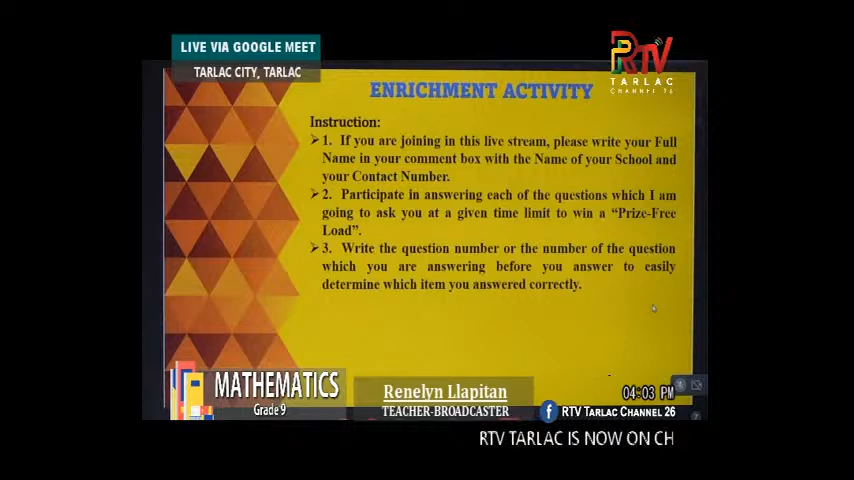 LIVE VIA GOOGLE MEET
TARLAC CITY, TARLAC
RTV
TARLAC
CHANNEL 26
ENRICHMENT ACTIVITY
Instruction:
➢ 1. If you are joining in this live stream, please write your Full
Name in your comment box with the Name of your School and
your Contact Number.
➢ 2. Participate in answering each of the questions which I am
going to ask you at a given time limit to win a “Prize-Free
Load”.
➢ 3. Write the question number or the number of the question
which you are answering before you answer to easily
determine which item you answered correctly.
MATHEMATICS
Grade 9
Renelyn Llapitan
TEACHER-BROADCASTER
04:03 PM
RTV TARLAC CHANNEL 26
RTV TARLAC IS NOW ON CH